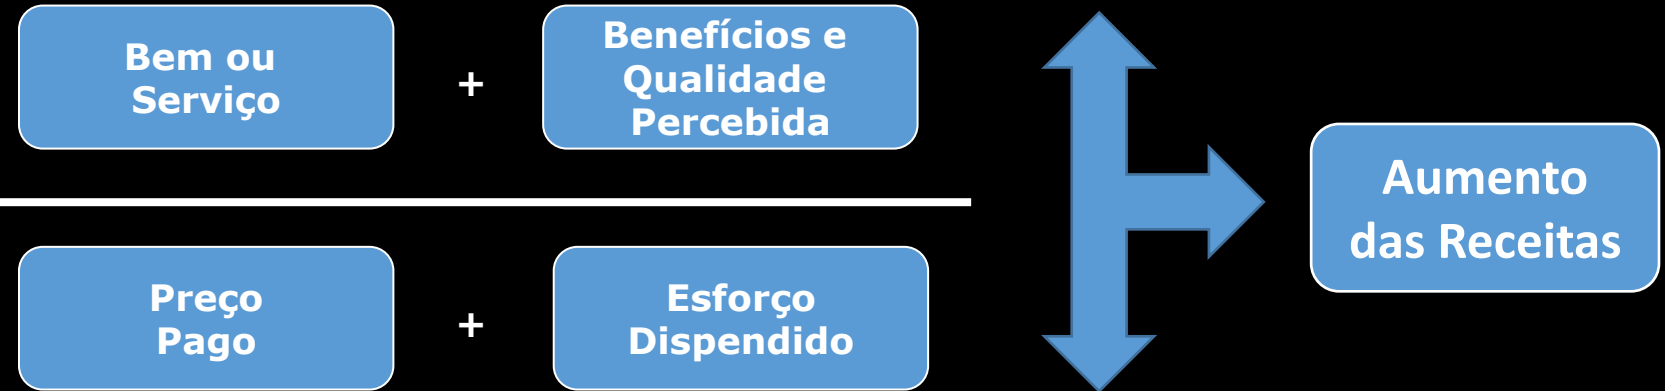 Bem ou
Serviço
+
Benefícios e
Qualidade
Percebida
Preço
Pago
+
Esforço
Dispendido
Aumento
das Receitas